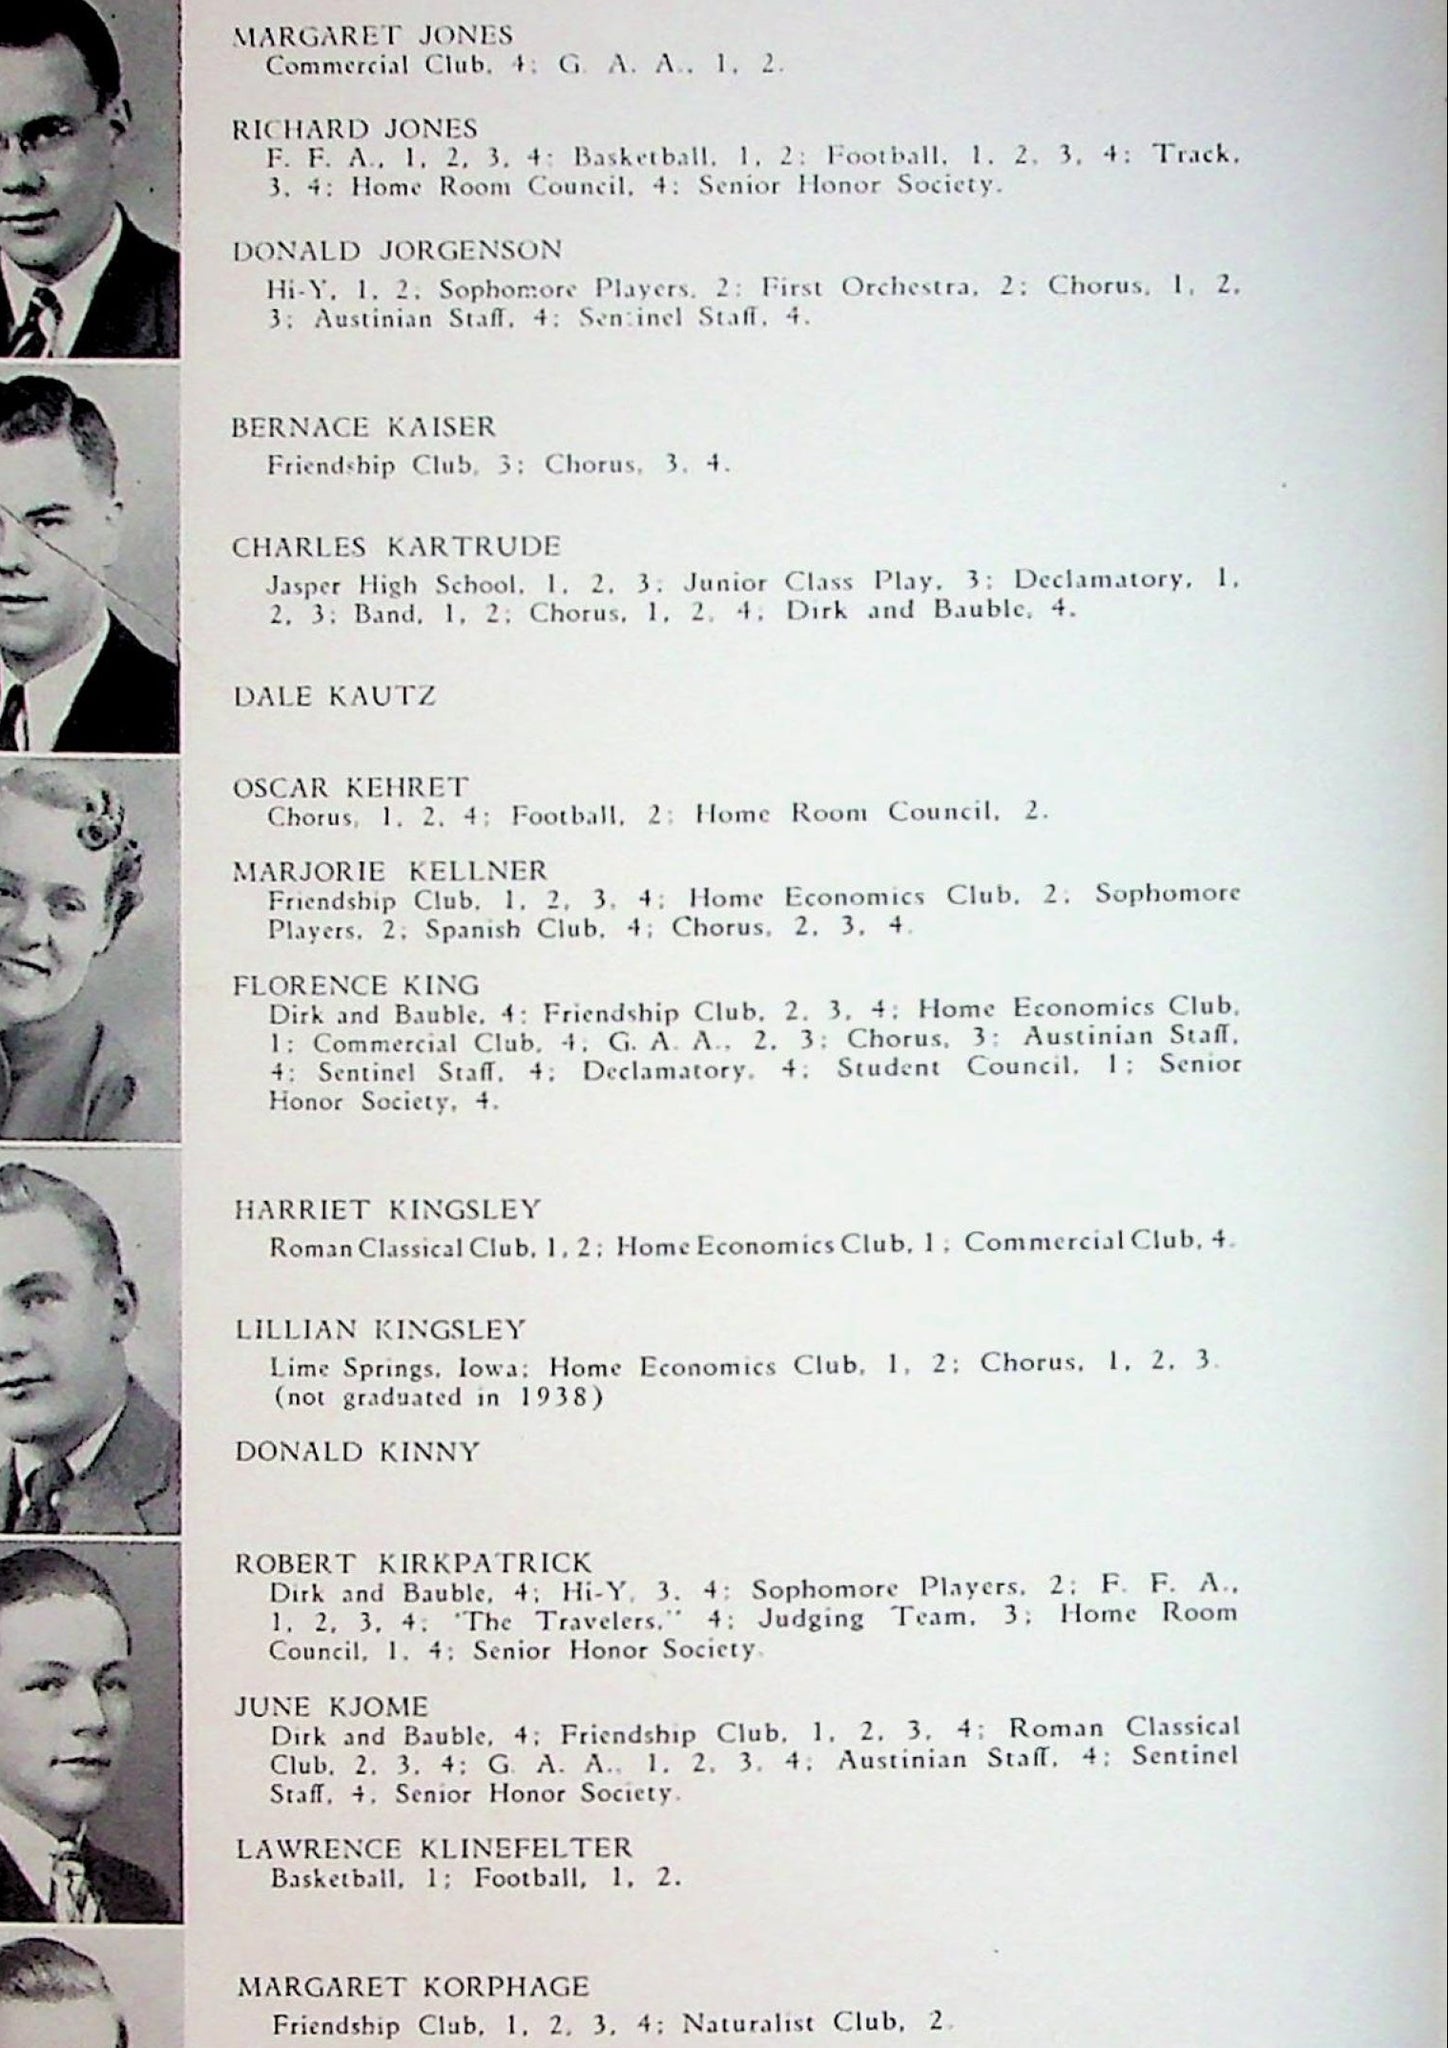 MARGARET JONES
Commercial Club, 4; G. A. A., 1, 2.
RICHARD JONES
F. F. A., 1, 2, 3, 4; Basketball, 1, 2; Football, 1, 2, 3, 4; Track,
3, 4; Home Room Council, 4; Senior Honor Society.
DONALD JORGENSON
Hi-Y, 1, 2; Sophomore Players, 2; First Orchestra, 2; Chorus, 1, 2,
3; Austinian Staff, 4; Sentinel Staff, 4.
BERNACE KAISER
Friendship Club, 3; Chorus, 3, 4.
CHARLES KARTRUDE
Jasper High School, 1, 2, 3; Junior Class Play, 3; Declamatory, 1,
2, 3; Band, 1, 2; Chorus, 1, 2, 4; Dirk and Bauble, 4.
DALE KAUTZ
OSCAR KEHRET
Chorus, 1, 2, 4; Football, 2; Home Room Council, 2.
MARJORIE KELLNER
Friendship Club, 1, 2, 3, 4; Home Economics Club, 2; Sophomore
Players, 2; Spanish Club, 4; Chorus, 2, 3, 4.
FLORENCE KING
Dirk and Bauble, 4; Friendship Club, 2, 3, 4; Home Economics Club,
1; Commercial Club, 4; G. A. A., 2, 3; Chorus, 3; Austinian Staff,
4; Sentinel Staff, 4; Declamatory, 4; Student Council, 1; Senior
Honor Society, 4.
HARRIET KINGSLEY
Roman Classical Club, 1, 2; Home Economics Club, 1; Commercial Club, 4.
LILLIAN KINGSLEY
Lime Springs, Iowa; Home Economics Club, 1, 2; Chorus, 1, 2, 3.
(not graduated in 1938)
DONALD KINNY
ROBERT KIRKPATRICK
Dirk and Bauble, 4; Hi-Y, 3, 4; Sophomore Players, 2; F. F. A.,
1, 2, 3, 4; "The Travelers," 4; Judging Team, 3; Home Room
Council, 1, 4; Senior Honor Society.
JUNE KJOME
Dirk and Bauble, 4; Friendship Club, 1, 2, 3, 4; Roman Classical
Club, 2, 3, 4; G. A. A., 1, 2, 3, 4; Austinian Staff, 4; Sentinel
Staff, 4, Senior Honor Society.
LAWRENCE KLINEFELTER
Basketball, 1; Football, 1, 2.
MARGARET KORPHAGE
Friendship Club, 1, 2, 3, 4; Naturalist Club, 2.